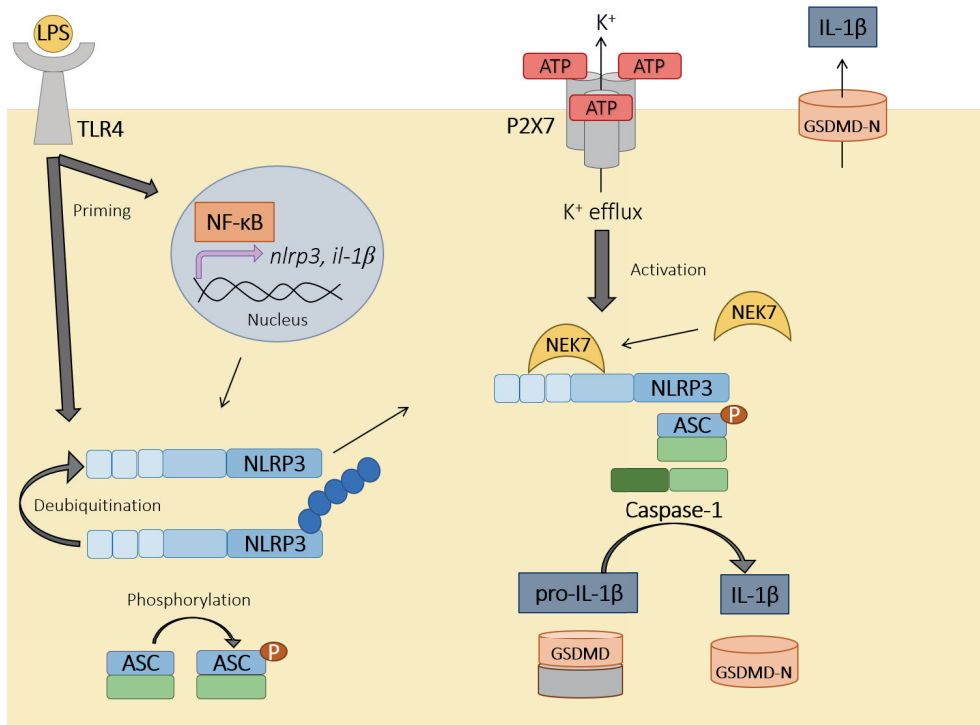 LPS
TLR4
Priming
NF-κB
nlrp3, il-1β
Nucleus
NLRP3
Deubiquitination
NLRP3
Phosphorylation
ASC
ASC
P
K⁺
ATP
ATP
ATP
P2X7
K⁺ efflux
Activation
NEK7
NEK7
NLRP3
ASC
P
Caspase-1
pro-IL-1β
IL-1β
GSDMD
GSDMD-N
IL-1β
GSDMD-N